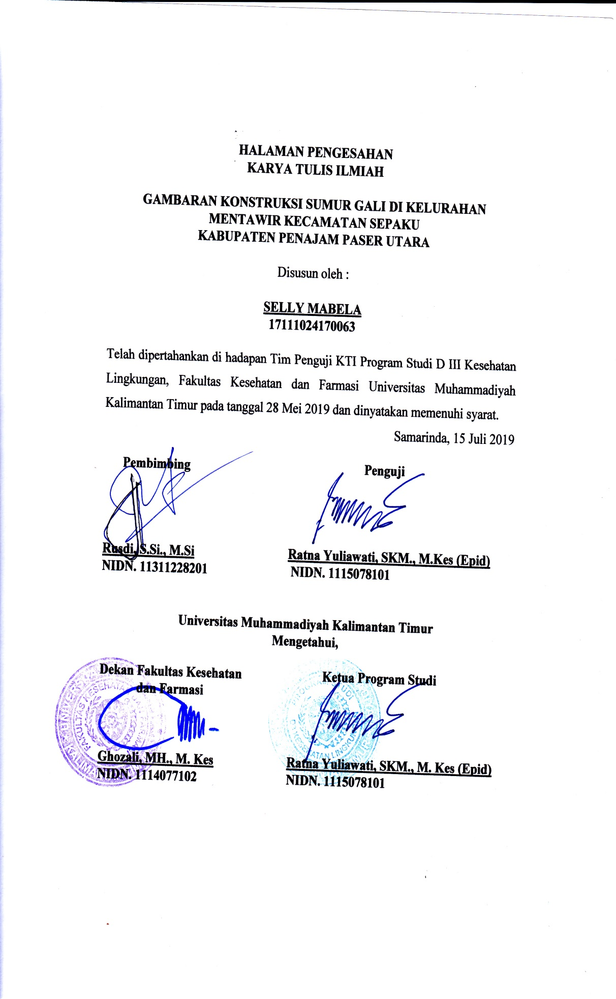 HALAMAN PENGESAHAN
KARYA TULIS ILMIAH
GAMBARAN KONSTRUKSI SUMUR GALI DI KELURAHAN
MENTAWIR KECAMATAN SEPAKU
KABUPATEN PENAJAM PASER UTARA
Disusun oleh :
SELLY MABELA
17111024170063
Telah dipertahankan di hadapan Tim Penguji KTI Program Studi D III Kesehatan
Lingkungan, Fakultas Kesehatan dan Farmasi Universitas Muhammadiyah
Kalimantan Timur pada tanggal 28 Mei 2019 dan dinyatakan memenuhi syarat.
Samarinda, 15 Juli 2019
Pembimbing
Rusdi, S.Si., M.Si
NIDN. 11311228201
Penguji
Ratna Yuliawati, SKM., M.Kes (Epid)
NIDN. 1115078101
Universitas Muhammadiyah Kalimantan Timur
Mengetahui,
Dekan Fakultas Kesehatan
dan Farmasi
Ghozali, MH., M. Kes
NIDN. 1114077102
Ketua Program Studi
Ratna Yuliawati, SKM., M. Kes (Epid)
NIDN. 1115078101
FAKULTAS KESEHATAN
PROGRAM STUDI